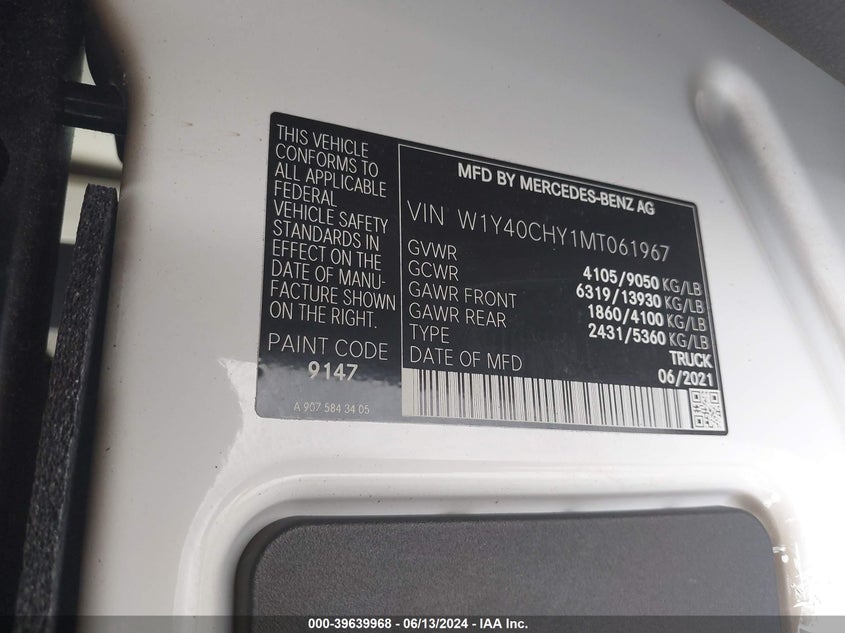 THIS VEHICLE
CONFORMS TO
ALL APPLICABLE
FEDERAL
VEHICLE SAFETY
STANDARDS IN
EFFECT ON THE
DATE OF MANU-
FACTURE SHOWN
ON THE RIGHT.
PAINT CODE
9147
A 907 584 34 05
MFD BY MERCEDES-BENZ AG
VIN W1Y40CHY1MT061967
GVWR 4105/9050 KG/LB
GCWR 6319/13930 KG/LB
GAWR FRONT 1860/4100 KG/LB
GAWR REAR 2431/5360 KG/LB
TYPE TRUCK
DATE OF MFD 06/2021
000-39639968 - 06/13/2024 - IAA Inc.